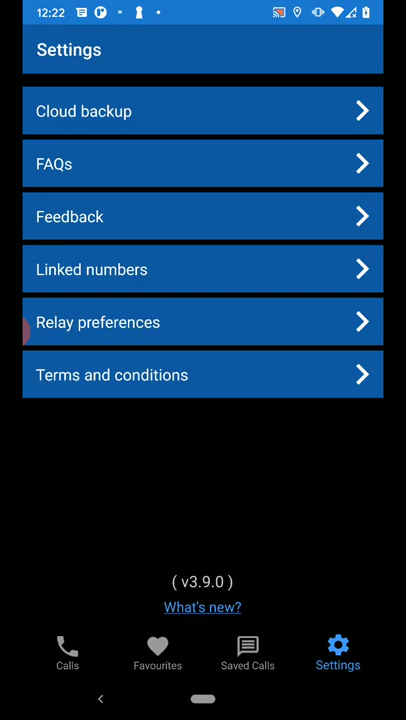 12:22
Settings
Cloud backup
FAQs
Feedback
Linked numbers
Relay preferences
Terms and conditions
( v3.9.0 )
What's new?
Calls
Favourites
Saved Calls
Settings